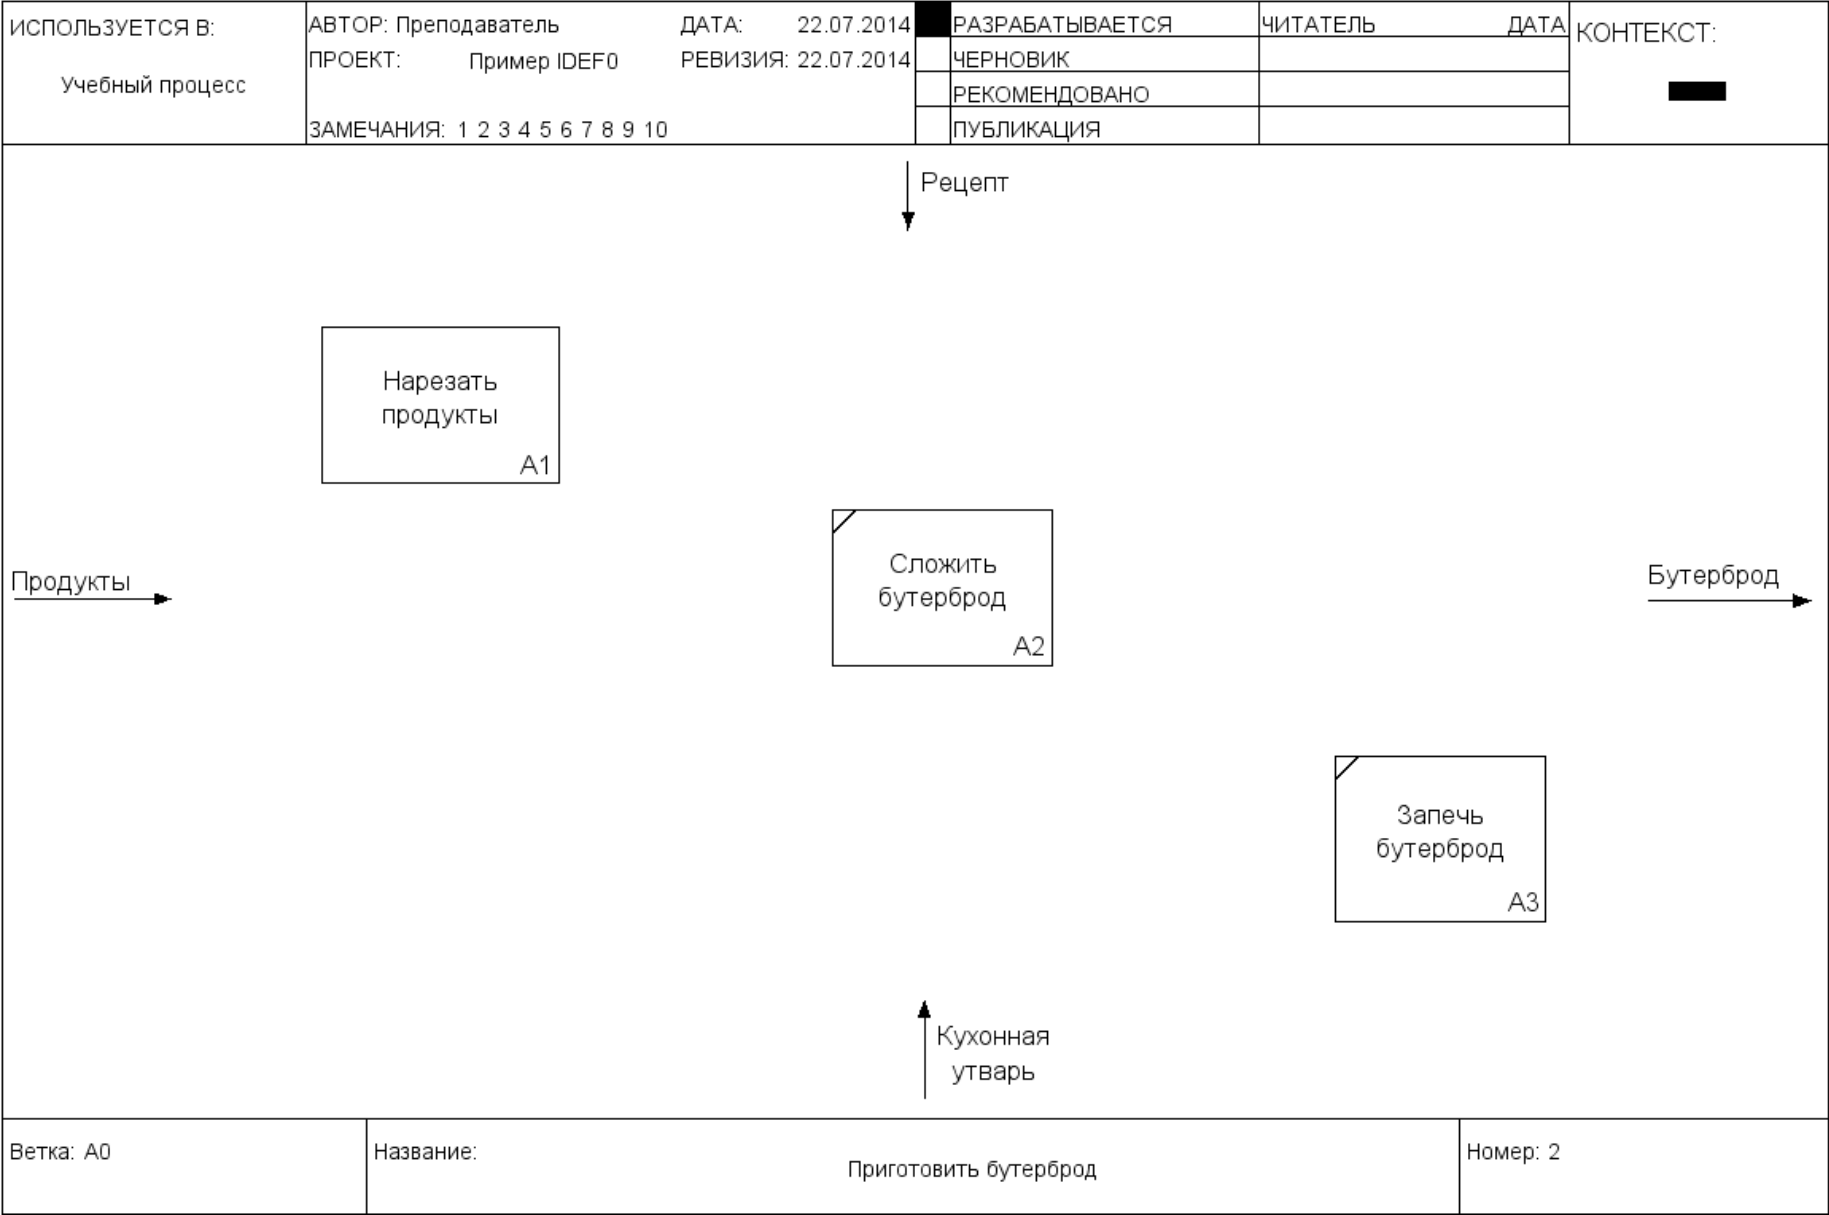 ИСПОЛЬЗУЕТСЯ В:
Учебный процесс
АВТОР: Преподаватель
ДАТА: 22.07.2014
ПРОЕКТ: Пример IDEF0
РЕВИЗИЯ: 22.07.2014
ЗАМЕЧАНИЯ: 1 2 3 4 5 6 7 8 9 10
РАЗРАБАТЫВАЕТСЯ
ЧЕРНОВИК
РЕКОМЕНДОВАНО
ПУБЛИКАЦИЯ
ЧИТАТЕЛЬ ДАТА
КОНТЕКСТ:
Рецепт
Нарезать
продукты
A1
Сложить
бутерброд
A2
Продукты
Бутерброд
Запечь
бутерброд
A3
Кухонная
утварь
Ветка: A0
Название:
Приготовить бутерброд
Номер: 2